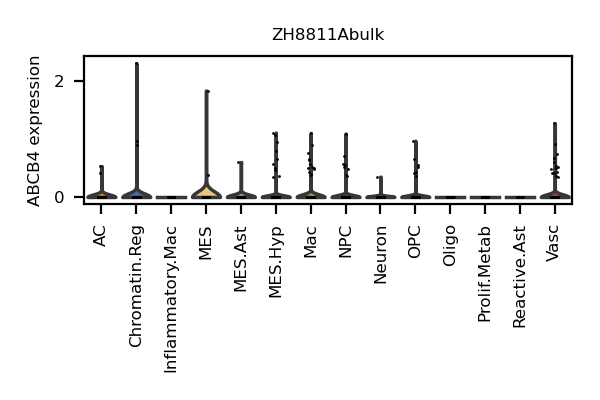 ZH8811Abulk
ABCB4 expression
2
0
AC
Chromatin.Reg
Inflammatory.Mac
MES
MES.Ast
MES.Hyp
Mac
NPC
Neuron
OPC
Oligo
Prolif.Metab
Reactive.Ast
Vasc